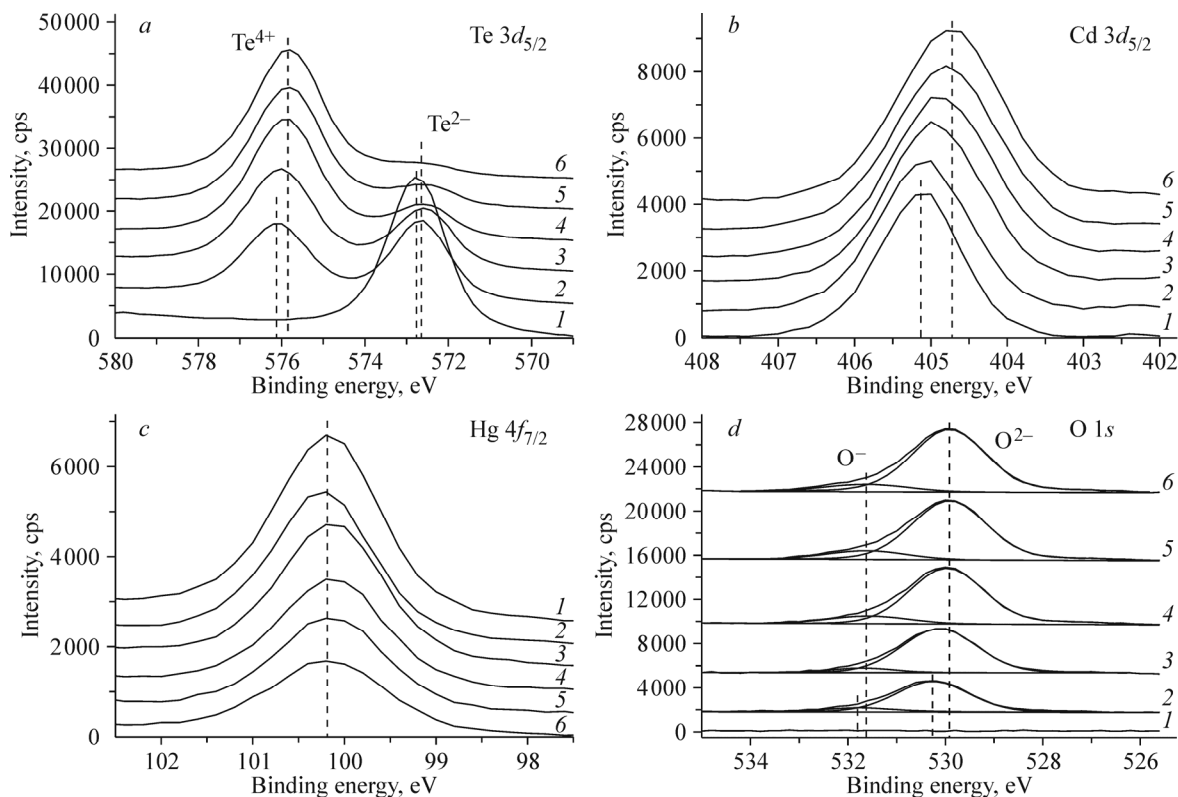 a
Te 3d5/2
Te4+
Te2−
50000
40000
30000
20000
10000
0
Intensity, cps
6
5
4
3
2
1
580 578 576 574 572 570
Binding energy, eV
b
Cd 3d5/2
8000
6000
4000
2000
0
Intensity, cps
6
5
4
3
2
1
408 407 406 405 404 403 402
Binding energy, eV
c
Hg 4f7/2
6000
4000
2000
0
Intensity, cps
1
2
3
4
5
6
102 101 100 99 98
Binding energy, eV
d
O 1s
O−
O2−
28000
24000
20000
16000
12000
8000
4000
0
Intensity, cps
6
5
4
3
2
1
534 532 530 528 526
Binding energy, eV